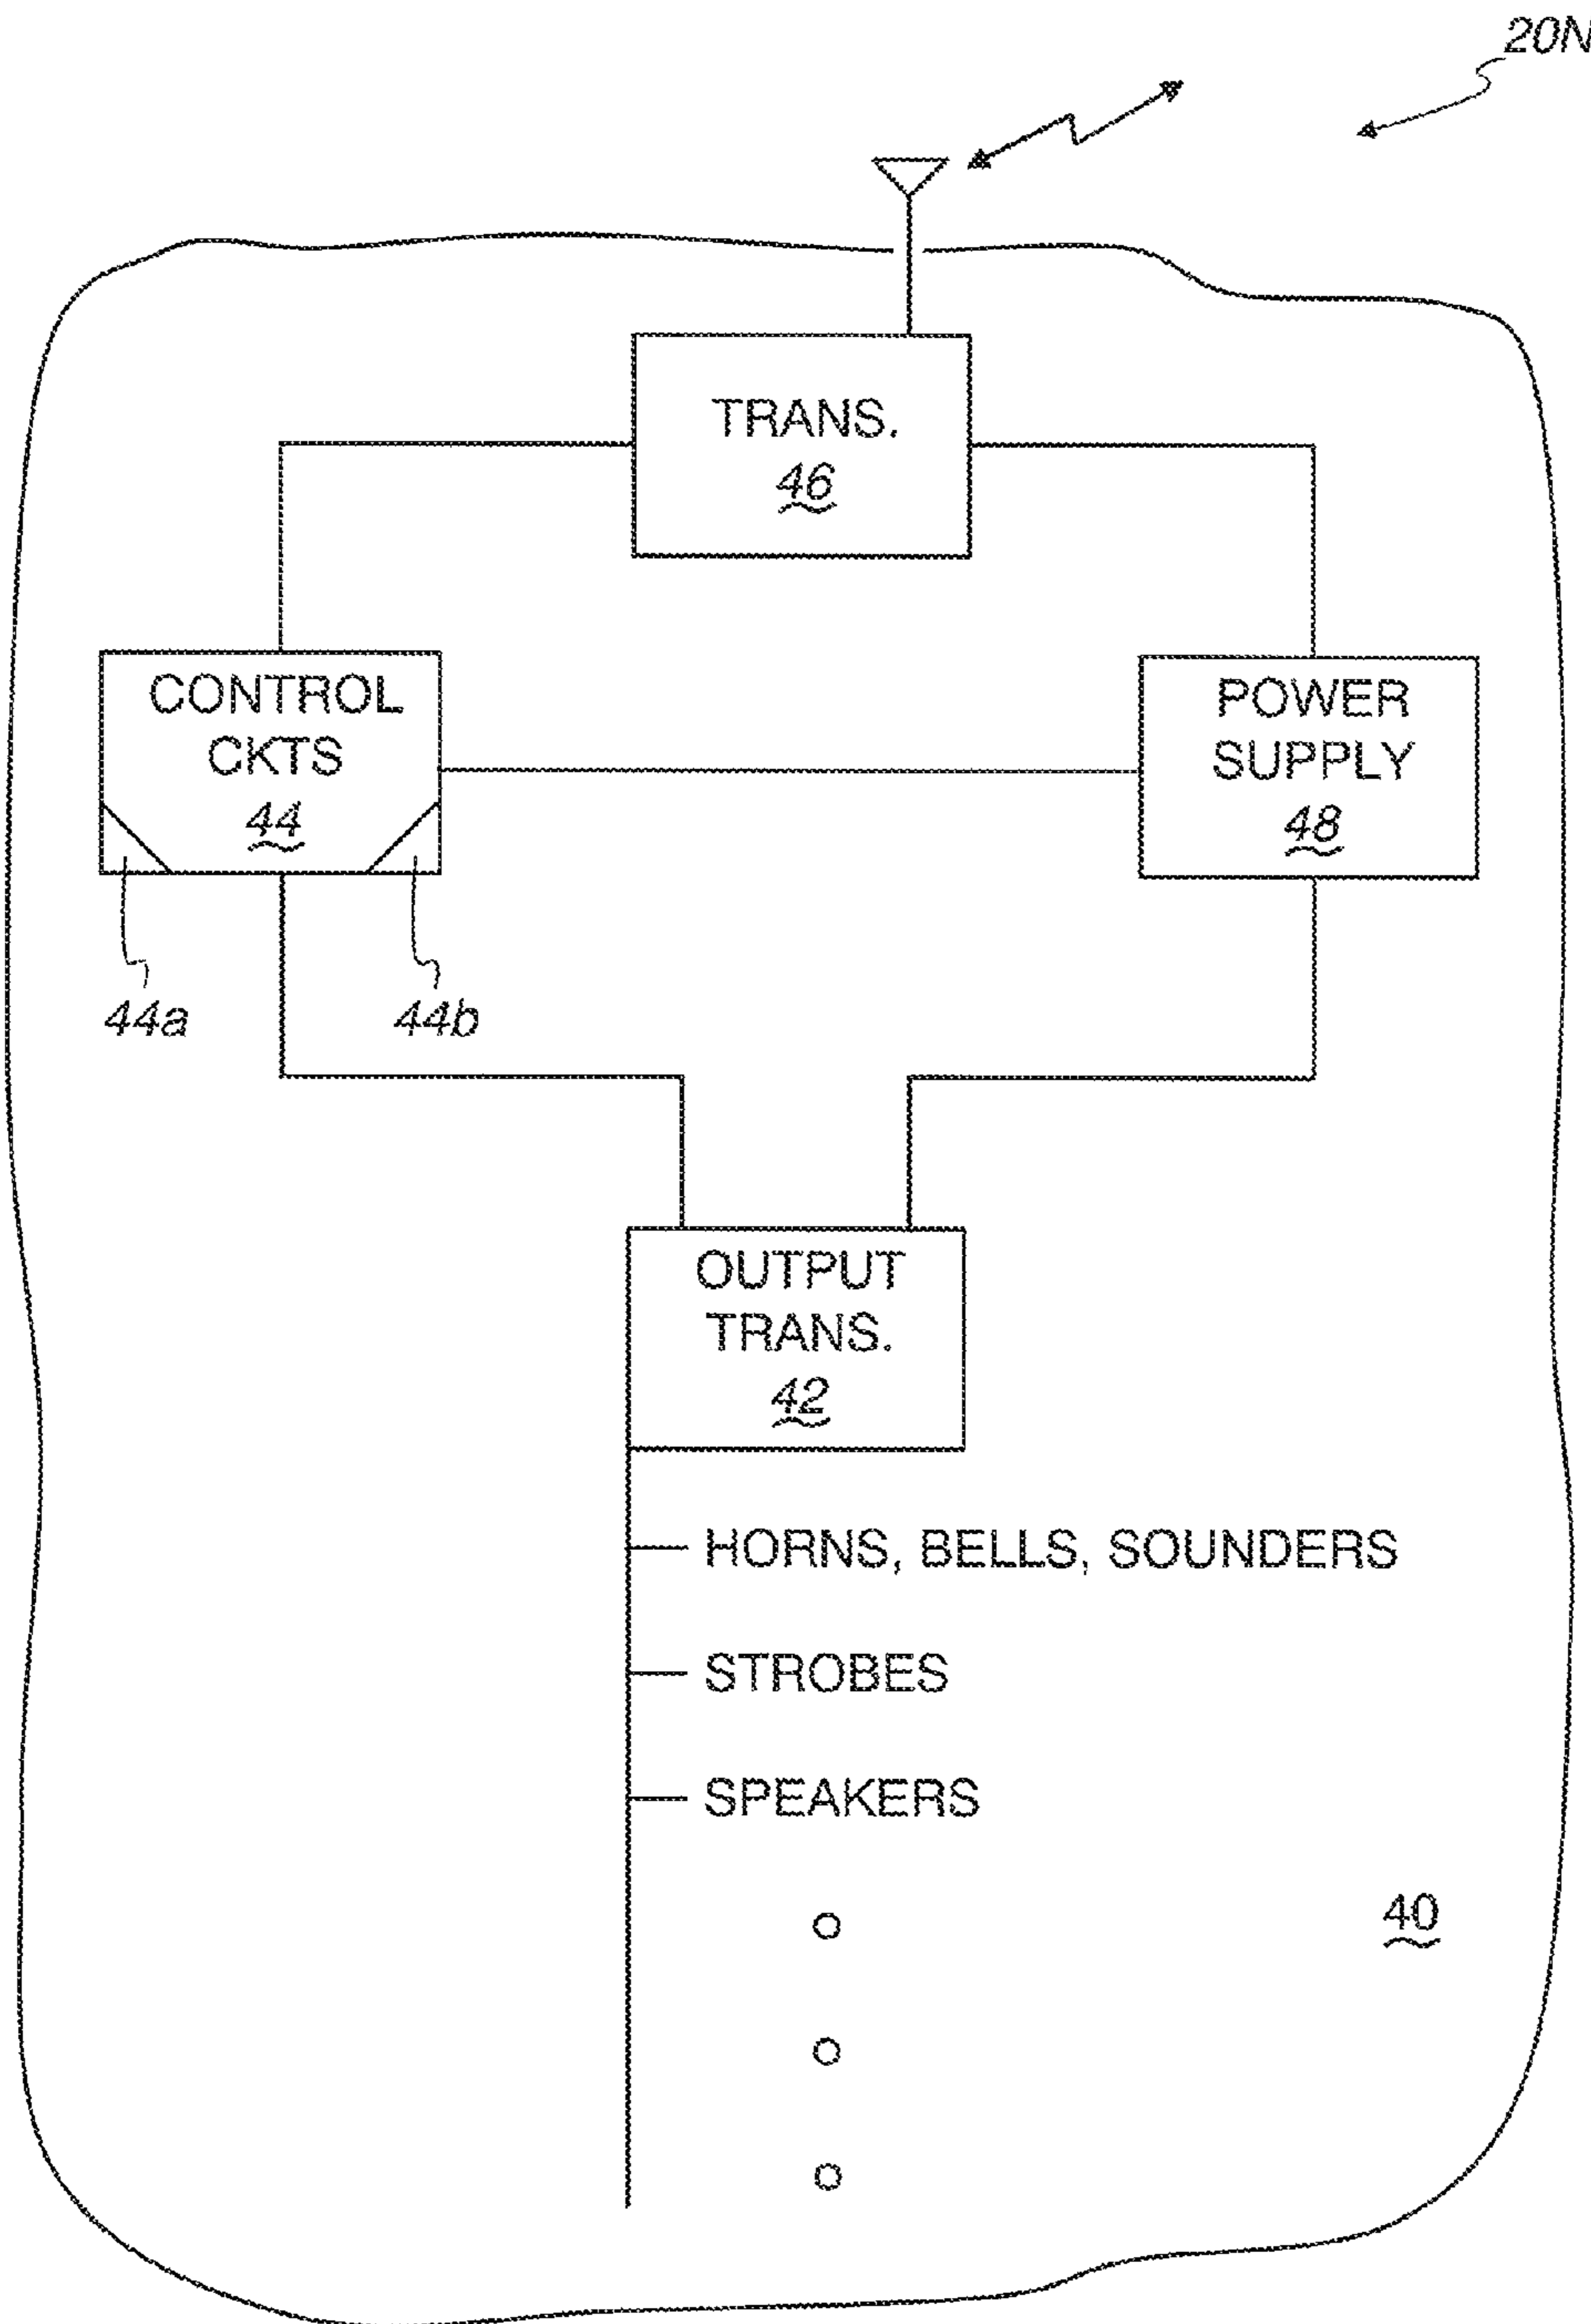 20N
TRANS.
46
CONTROL
CKTS
44
POWER
SUPPLY
48
44a
44b
OUTPUT
TRANS.
42
HORNS, BELLS, SOUNDERS
STROBES
SPEAKERS
40